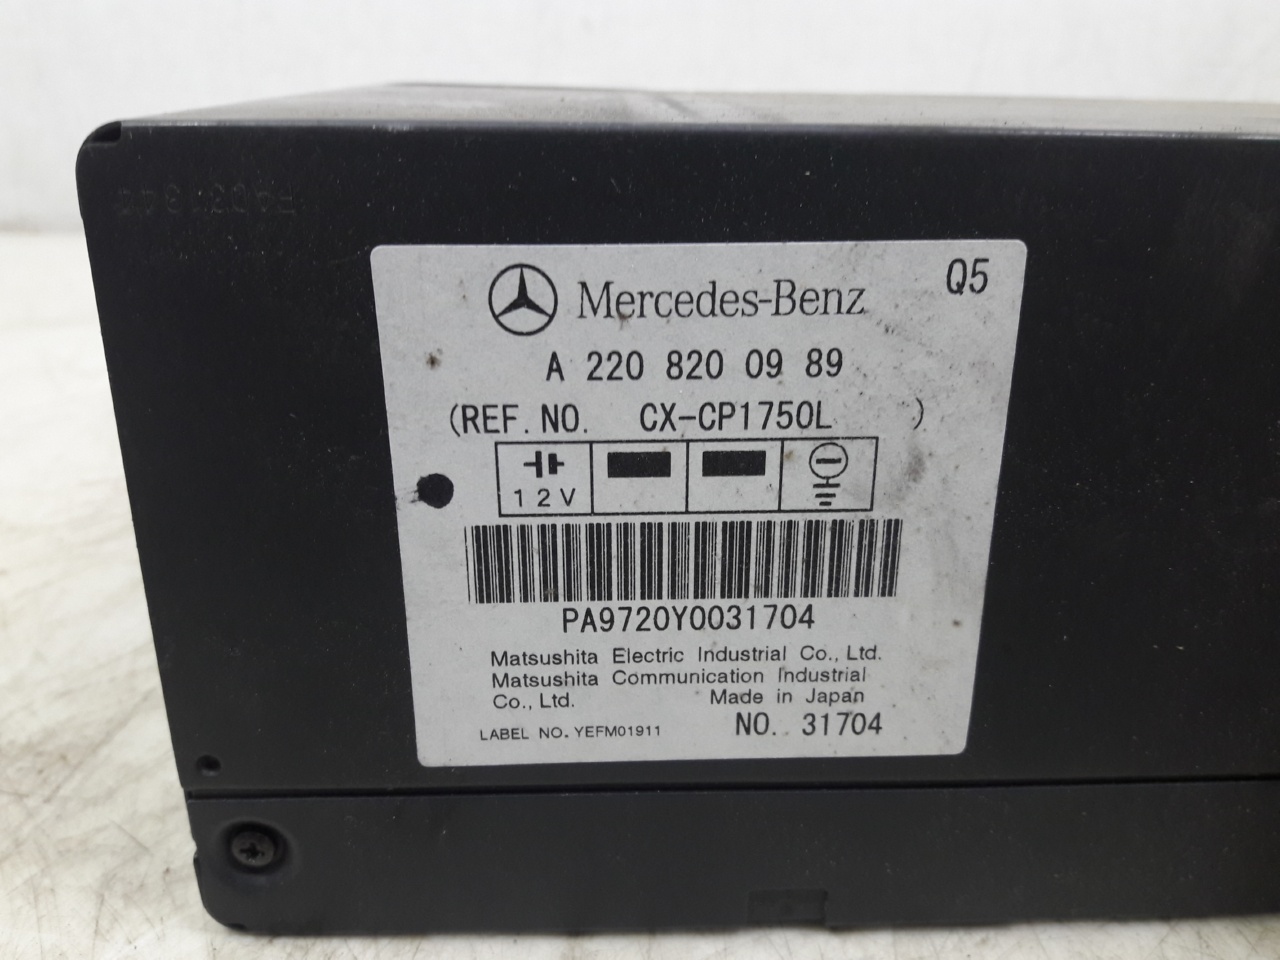 Mercedes-Benz
Q5
A 220 820 09 89
(REF. NO. CX-CP1750L )
12V
PA9720Y0031704
Matsushita Electric Industrial Co., Ltd.
Matsushita Communication Industrial
Co., Ltd. Made in Japan
LABEL NO. YEFM01911 NO. 31704